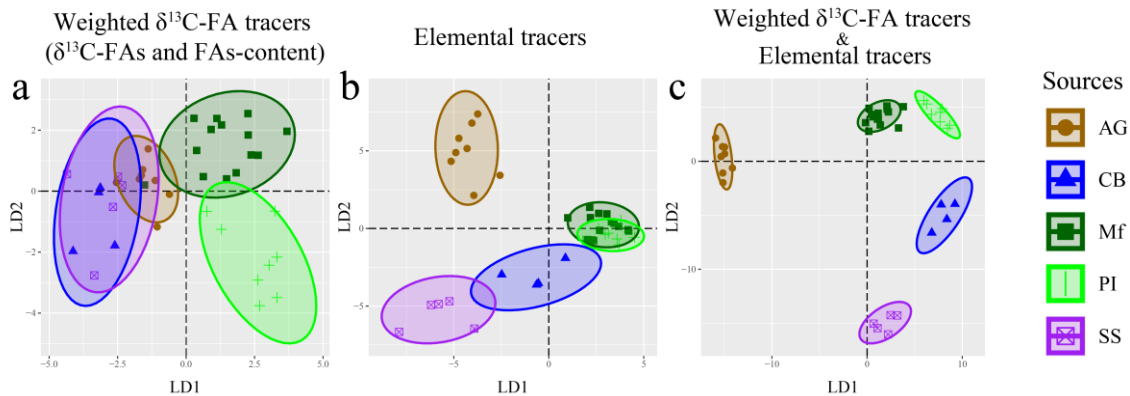 Weighted δ¹³C-FA tracers
(δ¹³C-FAs and FAs-content)
Elemental tracers
Weighted δ¹³C-FA tracers
&
Elemental tracers
a
b
c
Sources
AG
CB
Mf
PI
SS
LD2
2
0
−2
−4
−5.0
−2.5
0.0
2.5
5.0
LD1
LD2
10
5
0
−5
−5
0
5
LD1
LD2
0
−10
−10
0
10
LD1